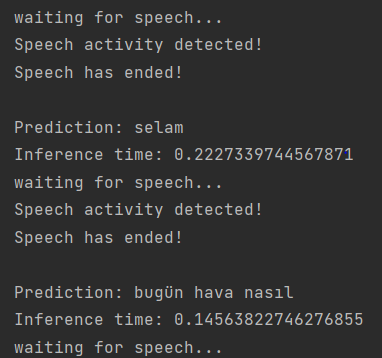 waiting for speech...
Speech activity detected!
Speech has ended!

Prediction: selam
Inference time: 0.2227339744567871
waiting for speech...
Speech activity detected!
Speech has ended!

Prediction: bugün hava nasıl
Inference time: 0.14563822746276855
waiting for speech...